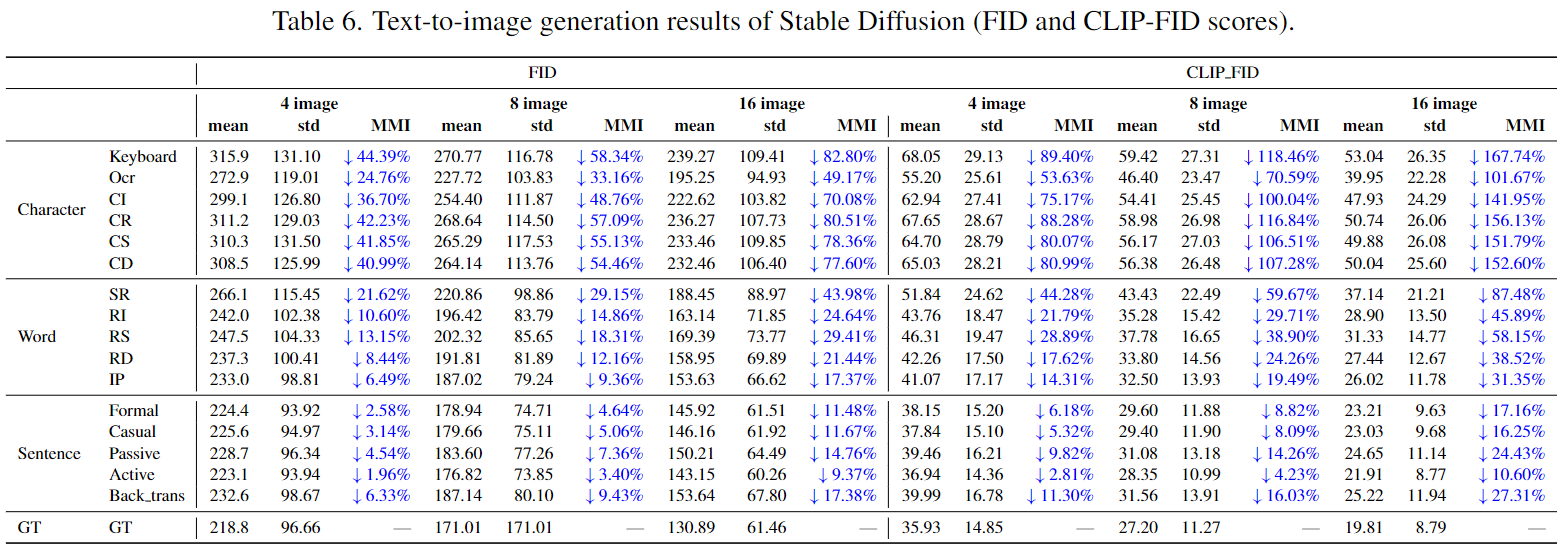 Table 6. Text-to-image generation results of Stable Diffusion (FID and CLIP-FID scores).
FID CLIP_FID
4 image 8 image 16 image 4 image 8 image 16 image
mean std MMI mean std MMI mean std MMI mean std MMI mean std MMI mean std MMI
Keyboard 315.9 131.10 ↓44.39% 270.77 116.78 ↓58.34% 239.27 109.41 ↓82.80% 68.05 29.13 ↓89.40% 59.42 27.31 ↓118.46% 53.04 26.35 ↓167.74%
Ocr 272.9 119.01 ↓24.76% 227.72 103.83 ↓33.16% 195.25 94.93 ↓49.17% 55.20 25.61 ↓53.63% 46.40 23.47 ↓70.59% 39.95 22.28 ↓101.67%
Character CI 299.1 126.80 ↓36.70% 254.40 111.87 ↓48.76% 222.62 103.82 ↓70.08% 62.94 27.41 ↓75.17% 54.41 25.45 ↓100.04% 47.93 24.29 ↓141.95%
CR 311.2 129.03 ↓42.23% 268.64 114.50 ↓57.09% 236.27 107.73 ↓80.51% 67.65 28.67 ↓88.28% 58.98 26.98 ↓116.84% 50.74 26.06 ↓156.13%
CS 310.3 131.50 ↓41.85% 265.29 117.53 ↓55.13% 233.46 109.85 ↓78.36% 64.70 28.79 ↓80.07% 56.17 27.03 ↓106.51% 49.88 26.08 ↓151.79%
CD 308.5 125.99 ↓40.99% 264.14 113.76 ↓54.46% 232.46 106.40 ↓77.60% 65.03 28.21 ↓80.99% 56.38 26.48 ↓107.28% 50.04 25.60 ↓152.60%
SR 266.1 115.45 ↓21.62% 220.86 98.86 ↓29.15% 188.45 88.97 ↓43.98% 51.84 24.62 ↓44.28% 43.43 22.49 ↓59.67% 37.14 21.21 ↓87.48%
RI 242.0 102.38 ↓10.60% 196.42 83.79 ↓14.86% 163.14 71.85 ↓24.64% 43.76 18.47 ↓21.79% 35.28 15.42 ↓29.71% 28.90 13.50 ↓45.89%
Word RS 247.5 104.33 ↓13.15% 202.32 85.65 ↓18.31% 169.39 73.77 ↓29.41% 46.31 19.47 ↓28.89% 37.78 16.65 ↓38.90% 31.33 14.77 ↓58.15%
RD 237.3 100.41 ↓8.44% 191.81 81.89 ↓12.16% 158.95 69.89 ↓21.44% 42.26 17.50 ↓17.62% 33.80 14.56 ↓24.26% 27.44 12.67 ↓38.52%
IP 233.0 98.81 ↓6.49% 187.02 79.24 ↓9.36% 153.63 66.62 ↓17.37% 41.07 17.17 ↓14.31% 32.50 13.93 ↓19.49% 26.02 11.78 ↓31.35%
Formal 224.4 93.92 ↓2.58% 178.94 74.71 ↓4.64% 145.92 61.51 ↓11.48% 38.15 15.20 ↓6.18% 29.60 11.88 ↓8.82% 23.21 9.63 ↓17.16%
Casual 225.6 94.97 ↓3.14% 179.66 75.11 ↓5.06% 146.16 61.92 ↓11.67% 37.84 15.10 ↓5.32% 29.40 11.90 ↓8.09% 23.03 9.68 ↓16.25%
Sentence Passive 228.7 96.34 ↓4.54% 183.60 77.26 ↓7.36% 150.21 64.49 ↓14.76% 39.46 16.21 ↓9.82% 31.08 13.18 ↓14.26% 24.65 11.14 ↓24.43%
Active 223.1 93.94 ↓1.96% 176.82 73.85 ↓3.40% 143.15 60.26 ↓9.37% 36.94 14.36 ↓2.81% 28.35 10.99 ↓4.23% 21.91 8.77 ↓10.60%
Back_trans 232.6 98.67 ↓6.33% 187.14 80.10 ↓9.43% 153.64 67.80 ↓17.38% 39.99 16.78 ↓11.30% 31.56 13.91 ↓16.03% 25.22 11.94 ↓27.31%
GT GT 218.8 96.66 — 171.01 171.01 — 130.89 61.46 — 35.93 14.85 — 27.20 11.27 — 19.81 8.79 —